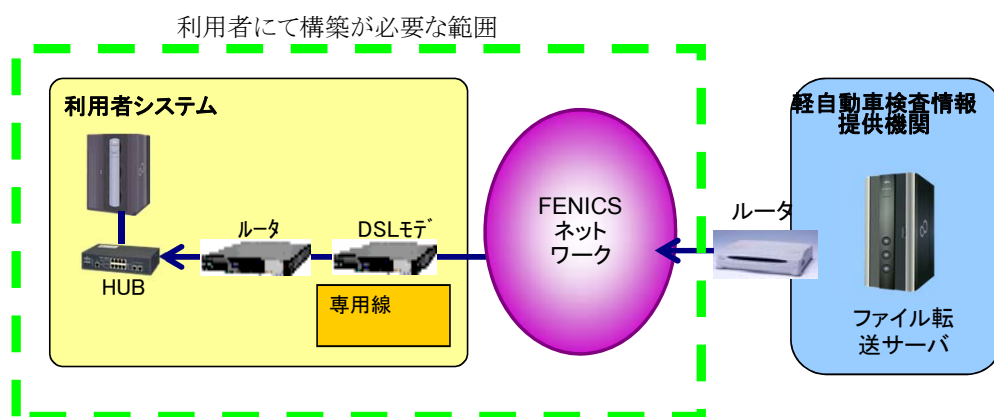 利用者にて構築が必要な範囲
利用者システム
HUB
ルータ
DSLモデ
専用線
FENICS
ネット
ワーク
ルータ
軽自動車検査情報
提供機関
ファイル転
送サーバ